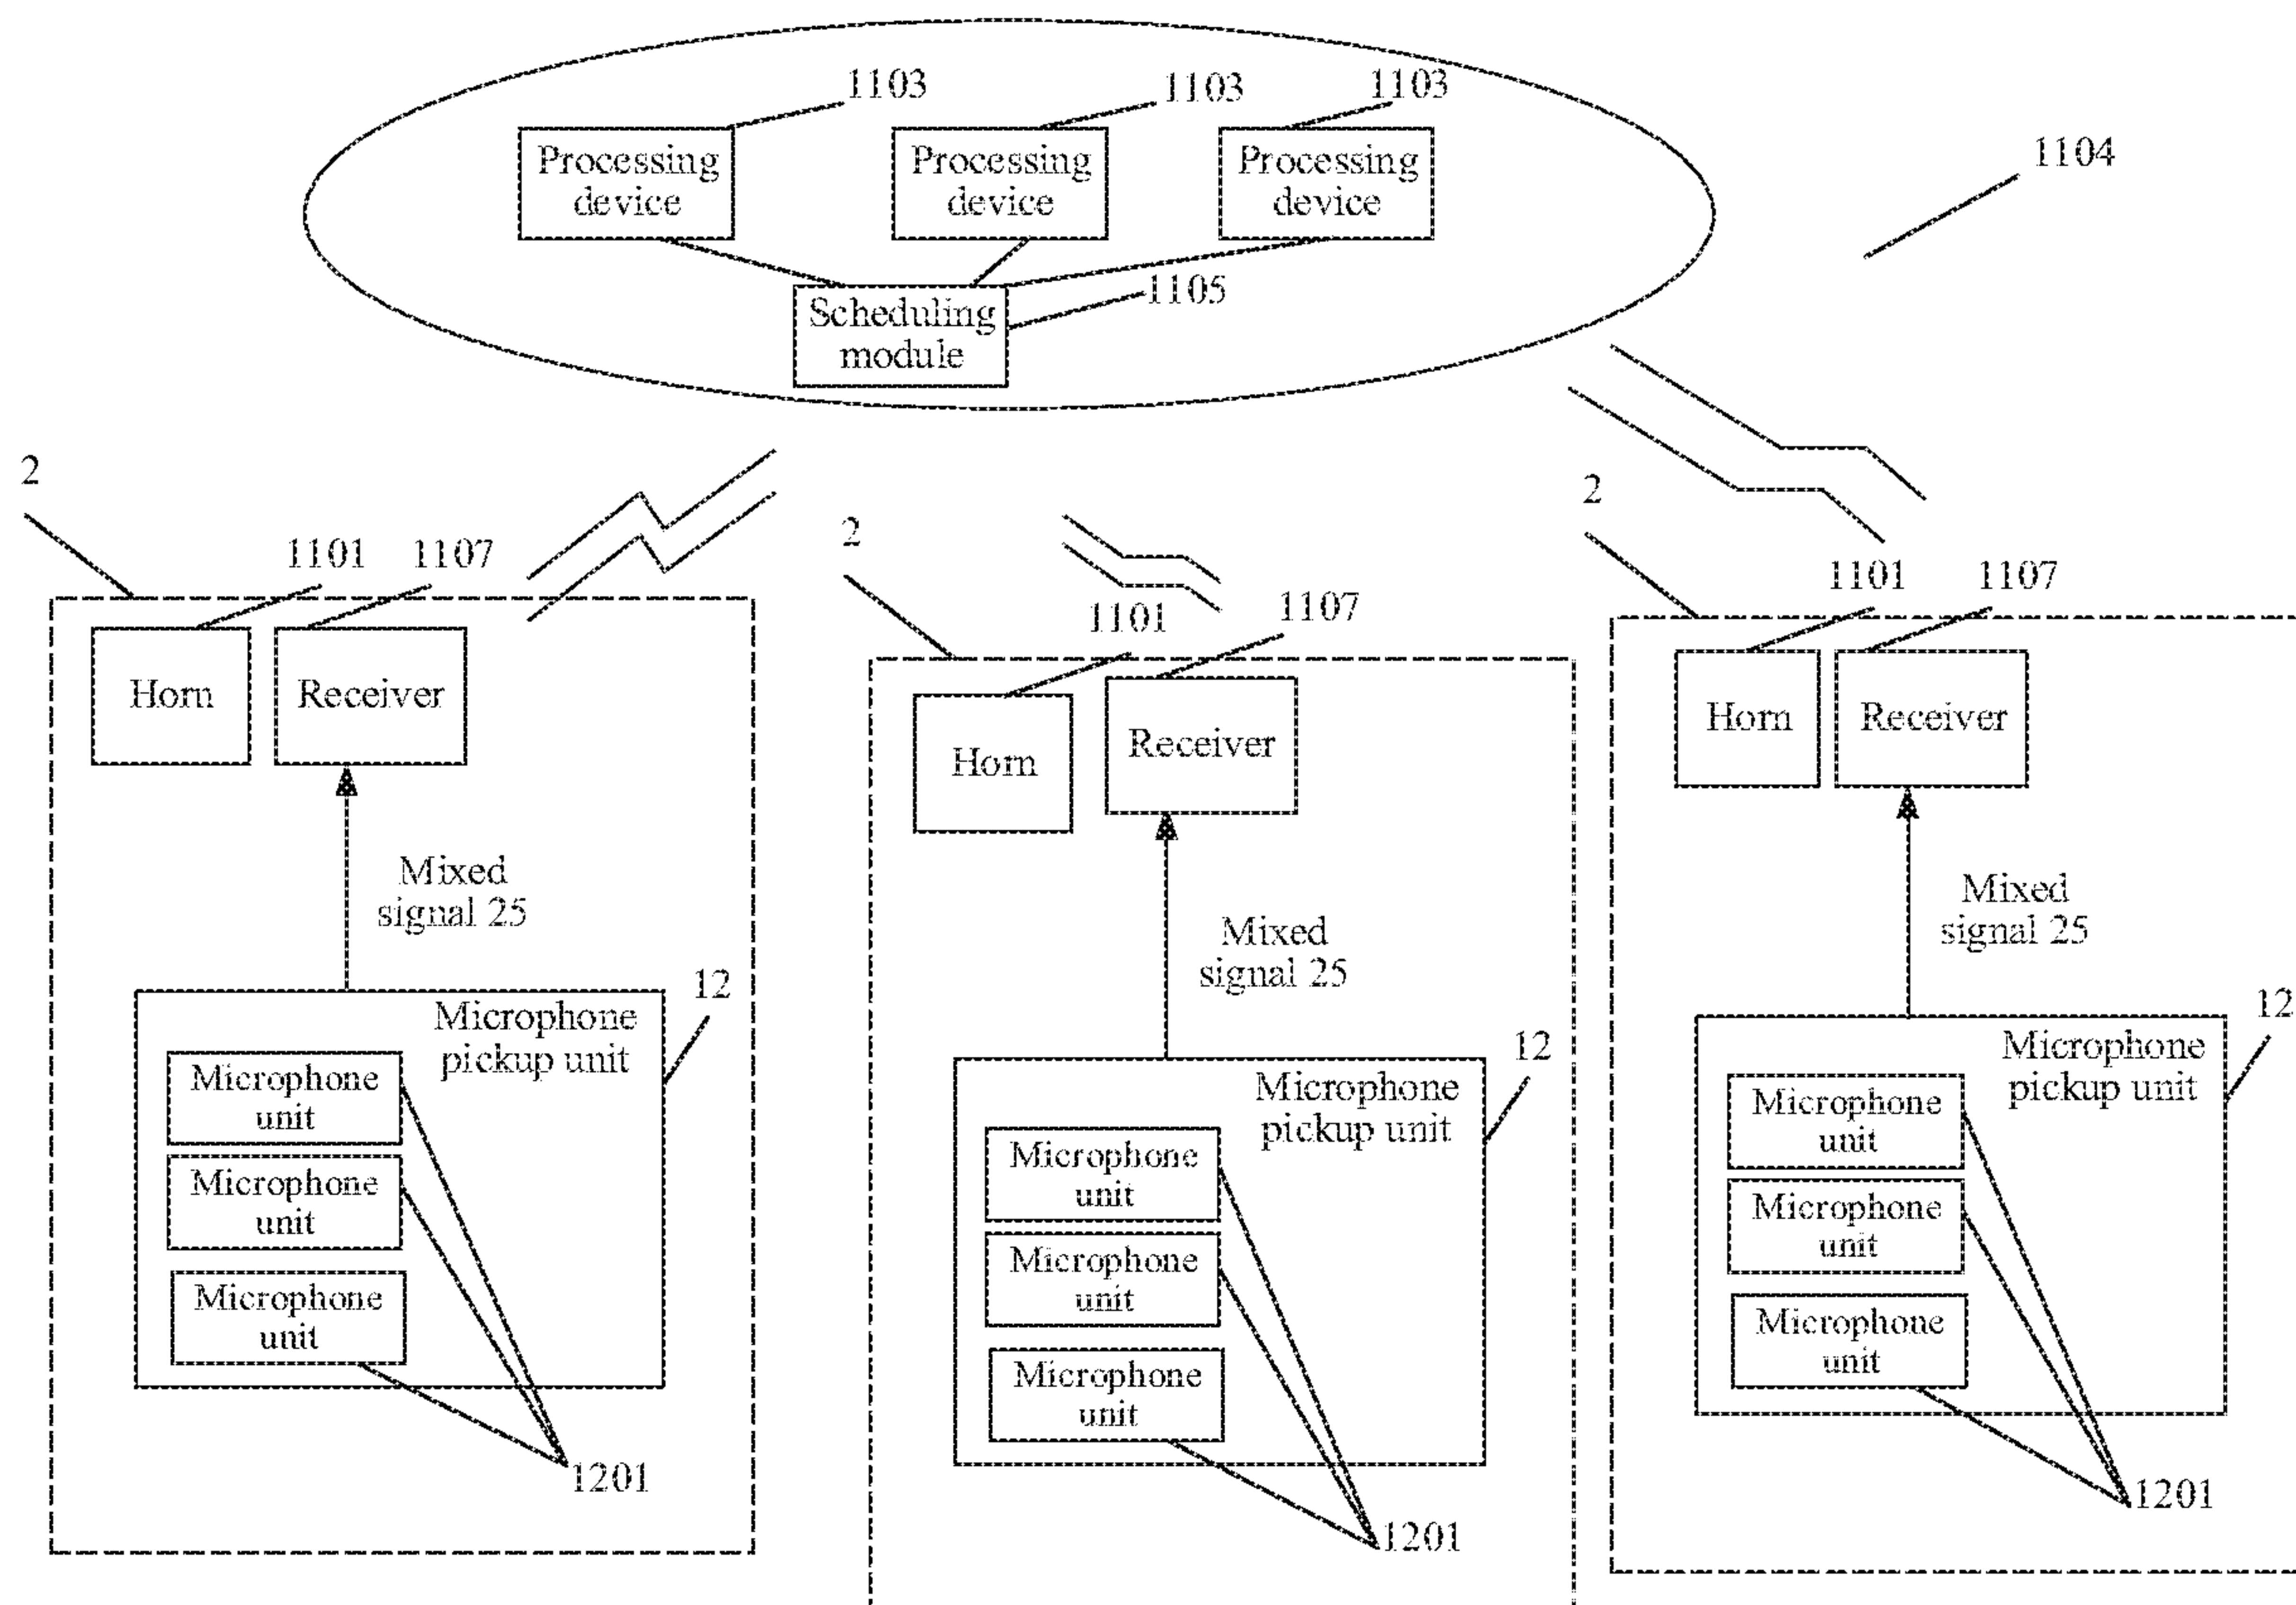 1103
1103
1103
Processing
device
Processing
device
Processing
device
1104
Scheduling
module
1105
2
1101
1107
Horn
Receiver
Mixed
signal 25
12
Microphone
pickup unit
Microphone
unit
Microphone
unit
Microphone
unit
1201
2
1101
1107
Horn
Receiver
Mixed
signal 25
12
Microphone
pickup unit
Microphone
unit
Microphone
unit
Microphone
unit
1201
2
1101
1107
Horn
Receiver
Mixed
signal 25
12
Microphone
pickup unit
Microphone
unit
Microphone
unit
Microphone
unit
1201